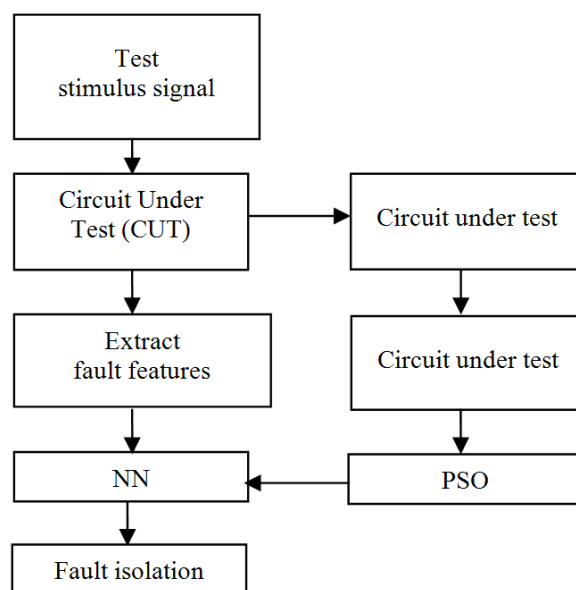 Test
stimulus signal
Circuit Under
Test (CUT)
Circuit under test
Extract
fault features
Circuit under test
NN
PSO
Fault isolation